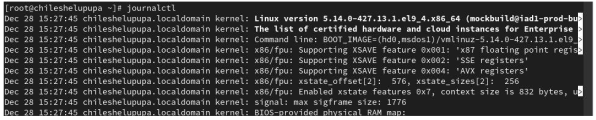 [root@chileshelupupa ~]# journalctl
Dec 28 15:27:45 chileshelupupa.localdomain kernel: Linux version 5.14.0-427.13.1.el9_4.x86_64 (mockbuild@iad1-prod-bu>
Dec 28 15:27:45 chileshelupupa.localdomain kernel: The list of certified hardware and cloud instances for Enterprise >
Dec 28 15:27:45 chileshelupupa.localdomain kernel: Command line: BOOT_IMAGE=(hd0,msdos1)/vmlinuz-5.14.0-427.13.1.el9_>
Dec 28 15:27:45 chileshelupupa.localdomain kernel: x86/fpu: Supporting XSAVE feature 0x001: 'x87 floating point regis>
Dec 28 15:27:45 chileshelupupa.localdomain kernel: x86/fpu: Supporting XSAVE feature 0x002: 'SSE registers'
Dec 28 15:27:45 chileshelupupa.localdomain kernel: x86/fpu: Supporting XSAVE feature 0x004: 'AVX registers'
Dec 28 15:27:45 chileshelupupa.localdomain kernel: x86/fpu: xstate_offset[2]:  576, xstate_sizes[2]:  256
Dec 28 15:27:45 chileshelupupa.localdomain kernel: x86/fpu: Enabled xstate features 0x7, context size is 832 bytes, u>
Dec 28 15:27:45 chileshelupupa.localdomain kernel: signal: max sigframe size: 1776
Dec 28 15:27:45 chileshelupupa.localdomain kernel: BIOS-provided physical RAM map: